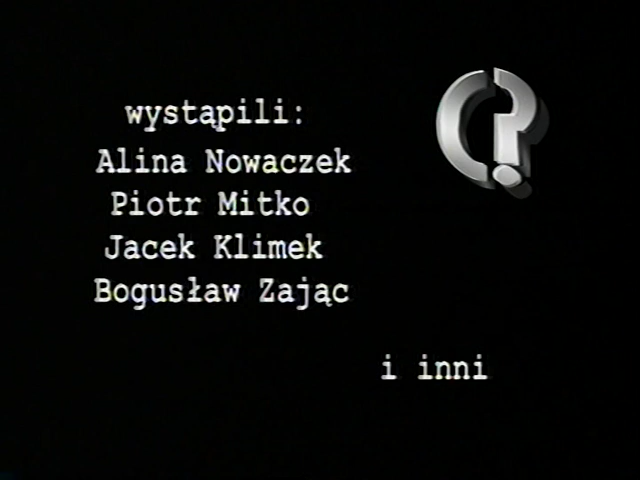 wystąpili:
Alina Nowaczek
Piotr Mitko
Jacek Klimek
Bogusław Zając
i inni